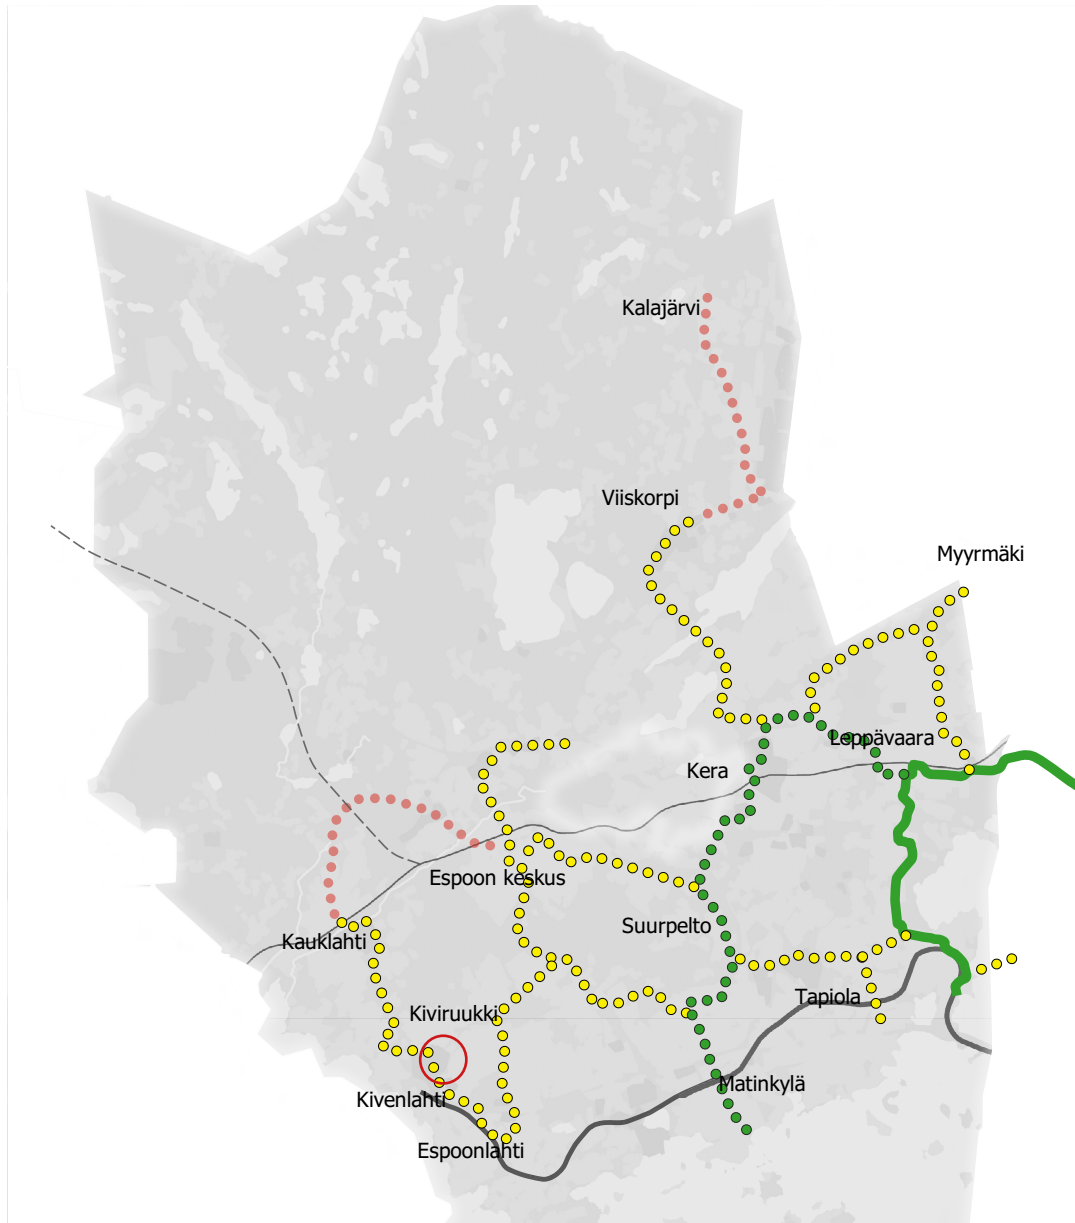 Kalajärvi
Viiskorpi
Myyrmäki
Leppävaara
Kera
Espoon keskus
Suurpelto
Kauklahti
Tapiola
Kiviruukki
Matinkylä
Kivenlahti
Espoonlahti